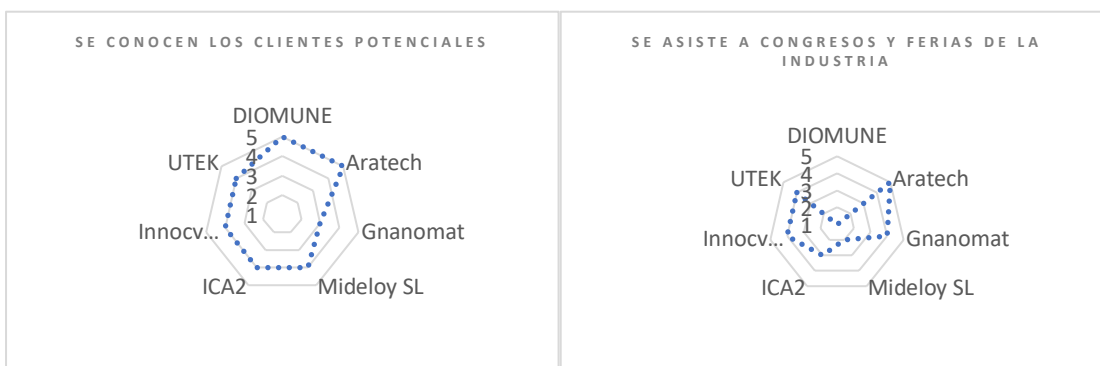 SE CONOCEN LOS CLIENTES POTENCIALES
DIOMUNE
5
4
3
2
1
UTEK
Aratech
Innocv...
Gnanomat
ICA2
Mideloy SL
SE ASISTE A CONGRESOS Y FERIAS DE LA
INDUSTRIA
DIOMUNE
5
4
3
2
1
UTEK
Aratech
Innocv...
Gnanomat
ICA2
Mideloy SL